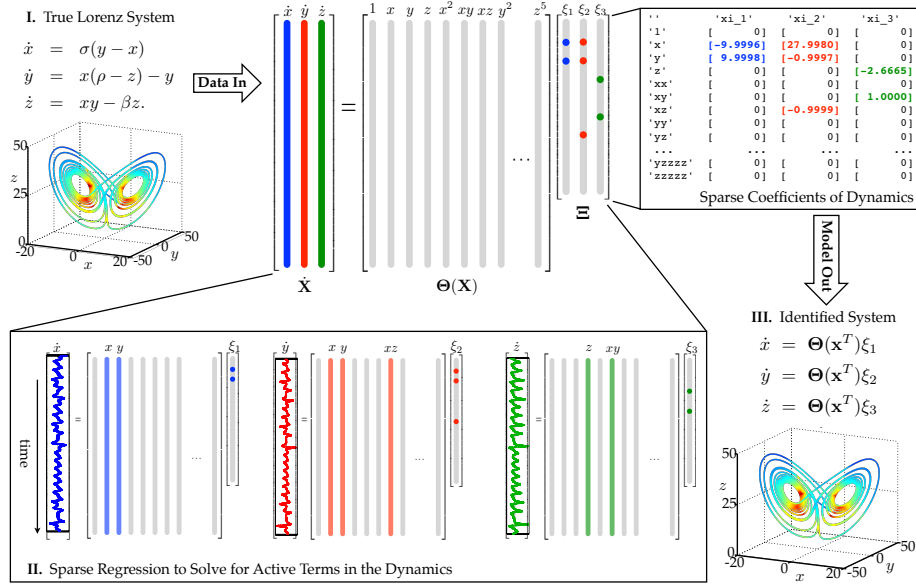 I. True Lorenz System
ẋ = σ(y − x)
ẏ = x(ρ − z) − y
ż = xy − βz.
50
z
25
0
-20
0
x
20
-50
0
y
50
Data In
ẋ ẏ ż
=
1 x y z x² xy xz y² z⁵
...
ξ₁ ξ₂ ξ₃
Ẋ
Θ(X)
Ξ
'' 'xi_1' 'xi_2' 'xi_3'
'1' [ 0] [ 0] [ 0]
'x' [-9.9996] [27.9980] [ 0]
'y' [ 9.9998] [-0.9997] [ 0]
'z' [ 0] [ 0] [-2.6665]
'xx' [ 0] [ 0] [ 0]
'xy' [ 0] [ 0] [ 1.0000]
'xz' [ 0] [-0.9999] [ 0]
'yy' [ 0] [ 0] [ 0]
'yz' [ 0] [ 0] [ 0]
... ... ... ...
'yzzzz' [ 0] [ 0] [ 0]
'zzzzz' [ 0] [ 0] [ 0]
Sparse Coefficients of Dynamics
Model Out
III. Identified System
ẋ = Θ(xᵀ)ξ₁
ẏ = Θ(xᵀ)ξ₂
ż = Θ(xᵀ)ξ₃
50
z
25
0
-20
0
x
20
-50
0
y
50
time
ẋ = x y ... ξ₁
ẏ = x y xz ... ξ₂
ż = z xy ... ξ₃
II. Sparse Regression to Solve for Active Terms in the Dynamics